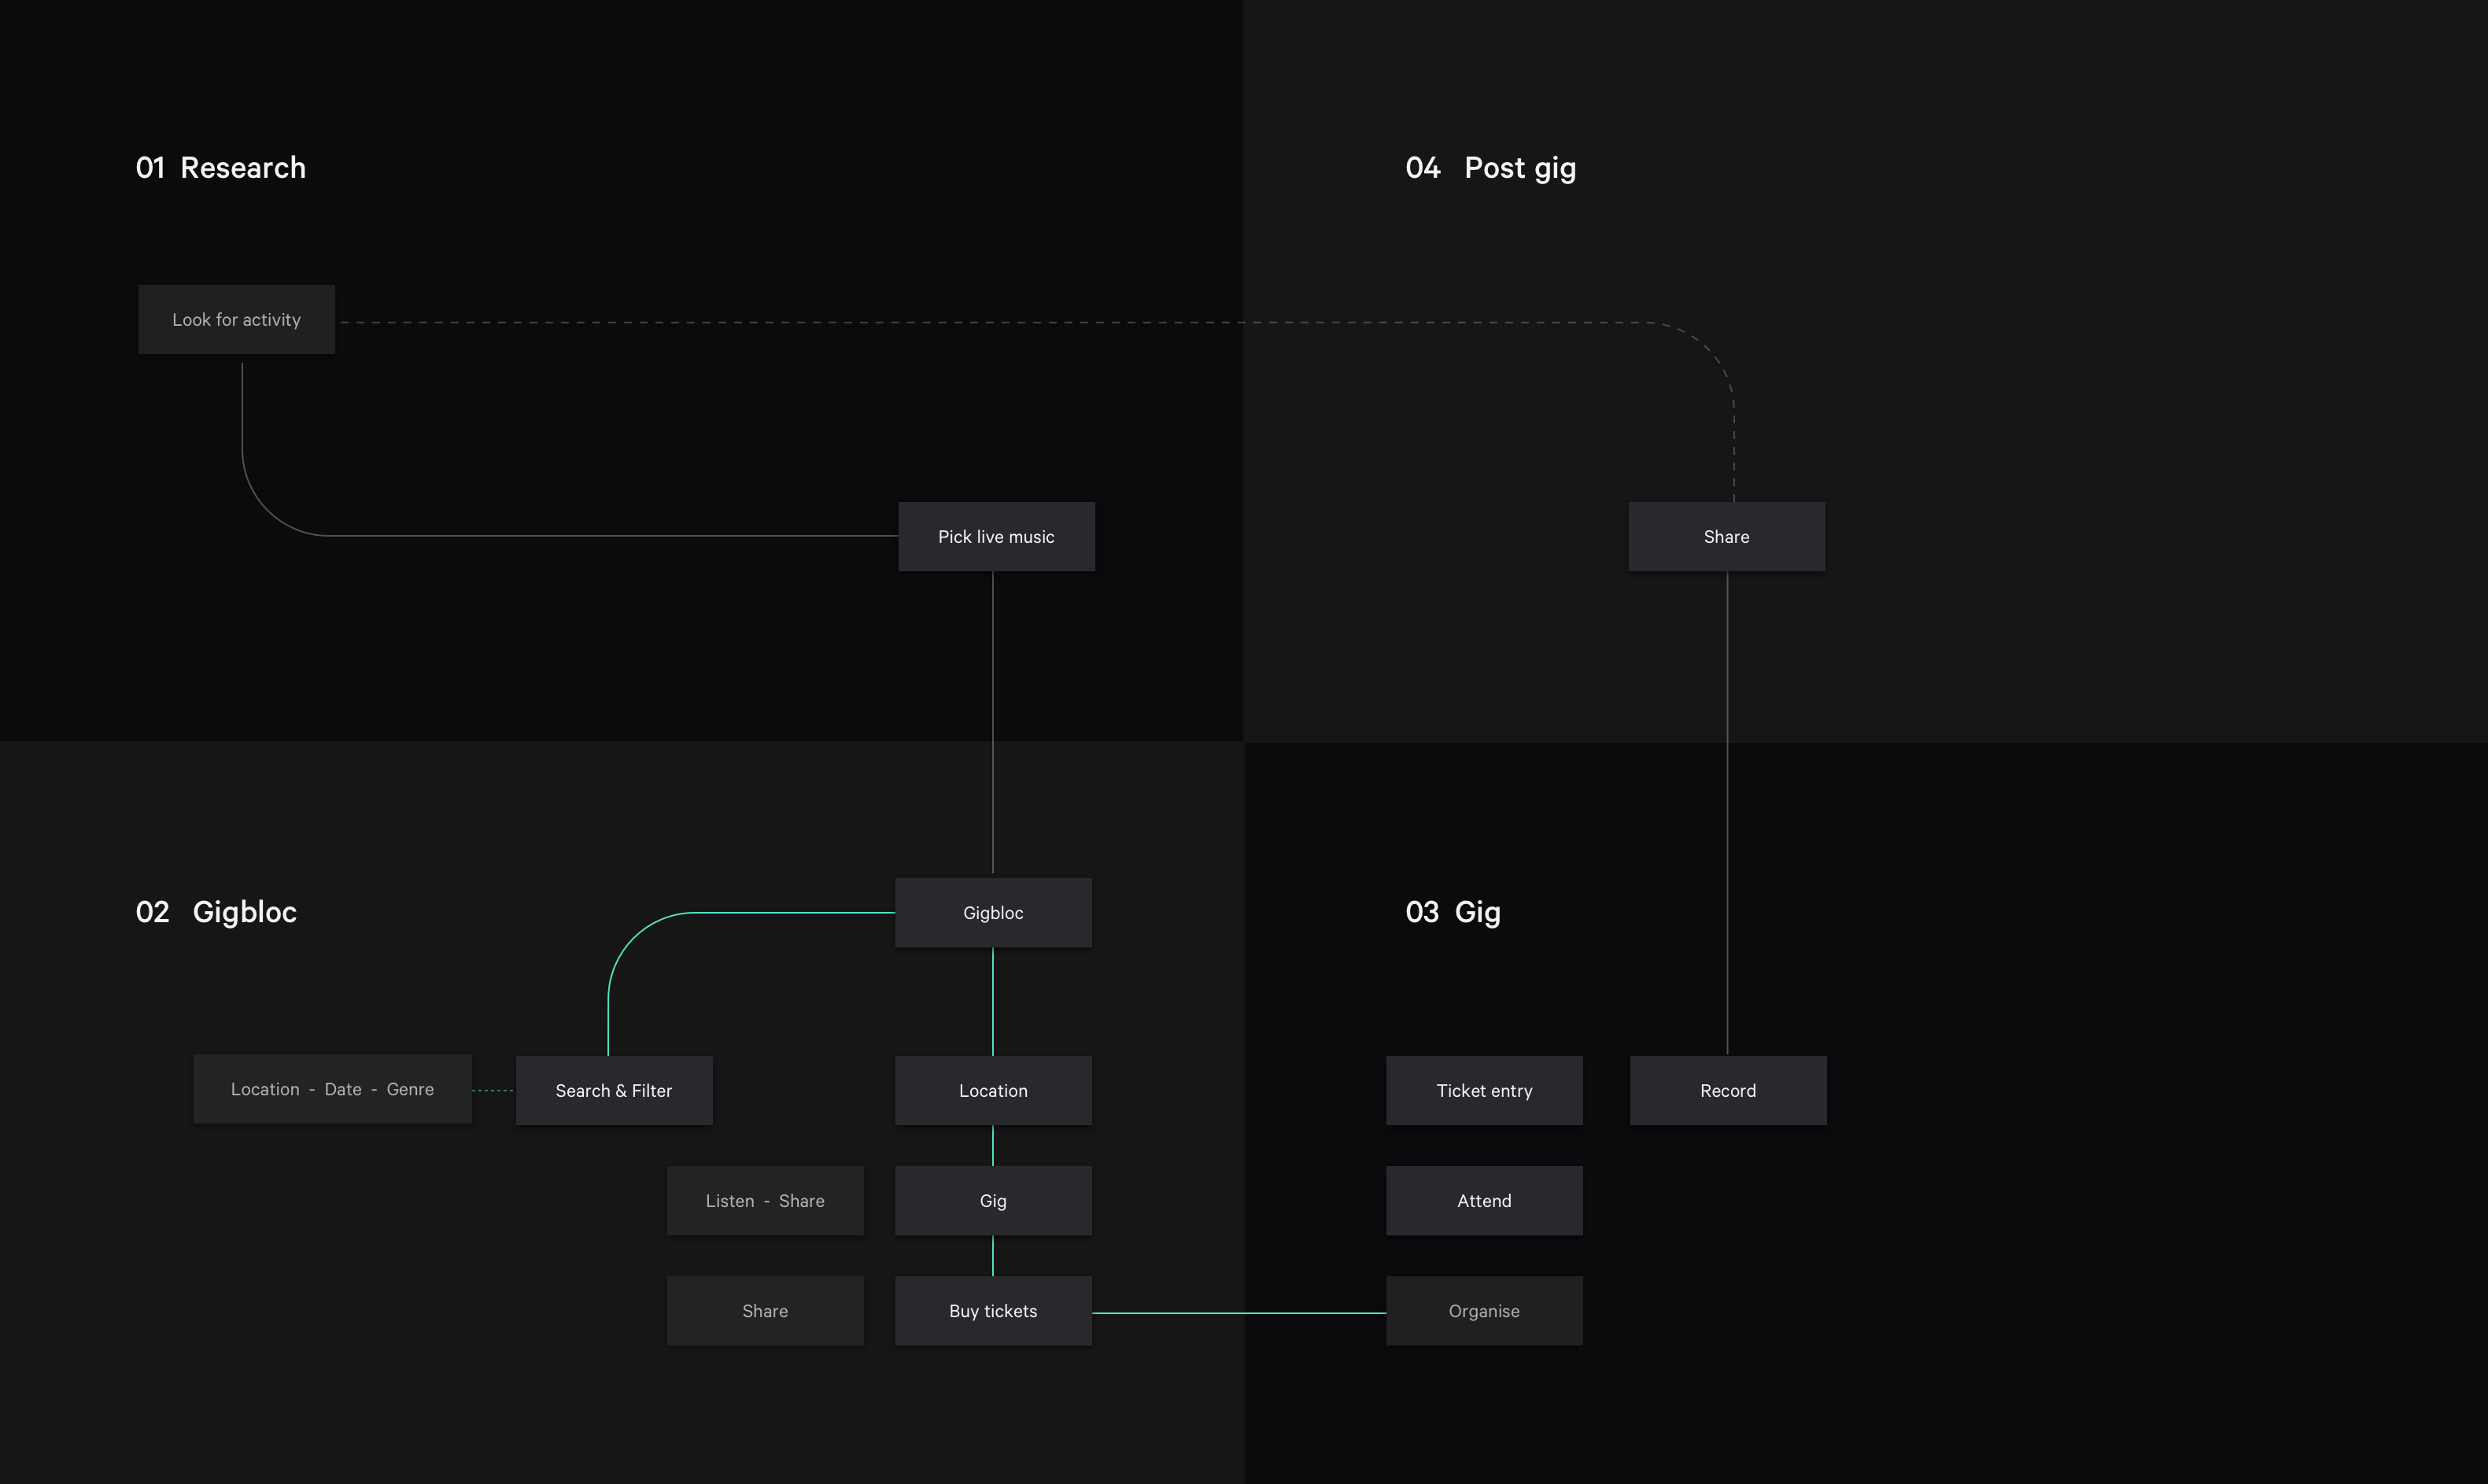 01 Research
Look for activity
Pick live music
04 Post gig
Share
02 Gigbloc
Gigbloc
Location - Date - Genre
Search & Filter
Location
Listen - Share
Gig
Share
Buy tickets
03 Gig
Ticket entry
Record
Attend
Organise